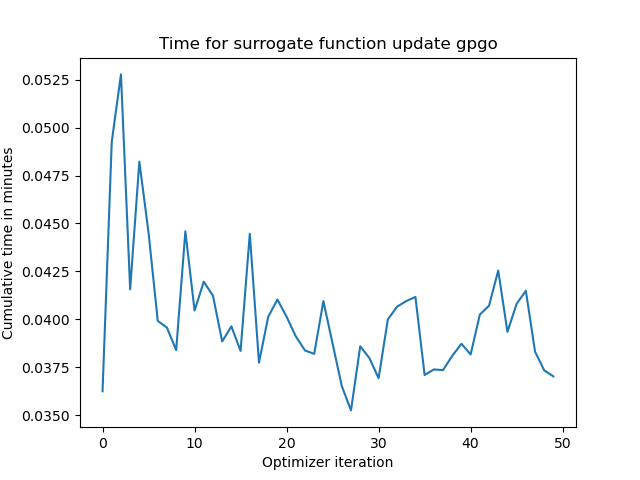 Time for surrogate function update gpgo
Cumulative time in minutes
0.0525
0.0500
0.0475
0.0450
0.0425
0.0400
0.0375
0.0350
0 10 20 30 40 50
Optimizer iteration